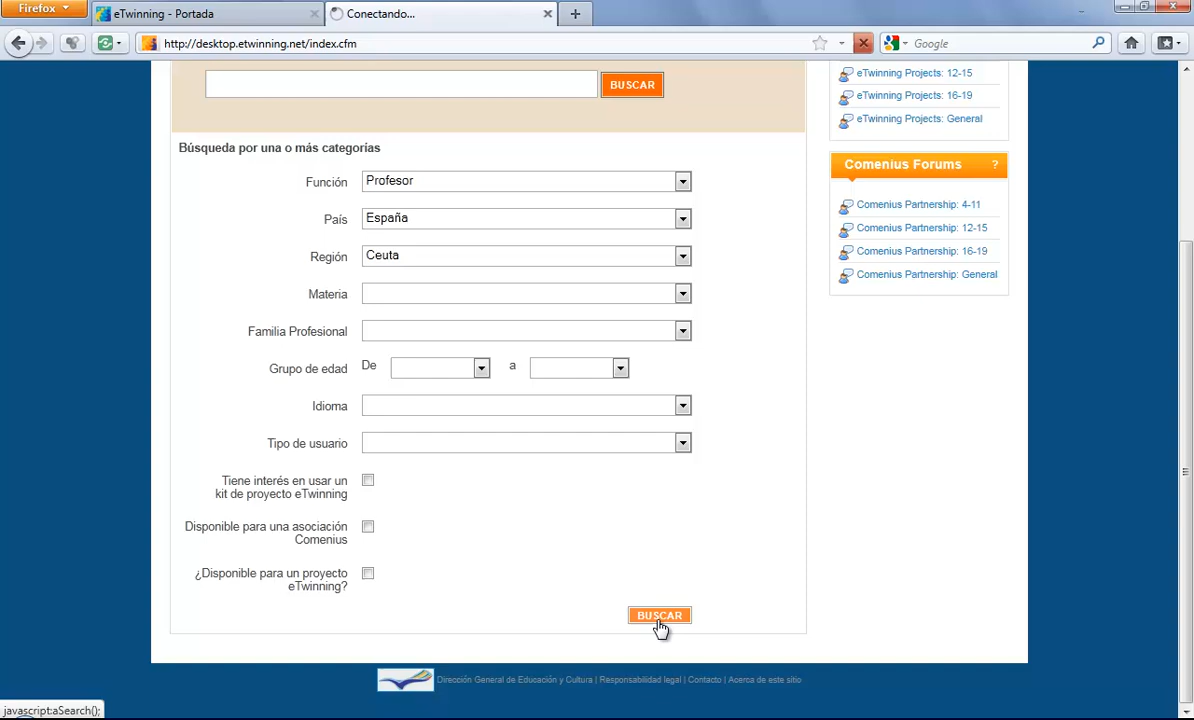 Firefox
eTwinning - Portada
Conectando...
http://desktop.etwinning.net/index.cfm
Google
BUSCAR
Búsqueda por una o más categorías
Función
Profesor
País
España
Región
Ceuta
Materia
Familia Profesional
Grupo de edad
De
a
Idioma
Tipo de usuario
Tiene interés en usar un
kit de proyecto eTwinning
Disponible para una asociación
Comenius
¿Disponible para un proyecto
eTwinning?
BUSCAR
eTwinning Projects: 12-15
eTwinning Projects: 16-19
eTwinning Projects: General
Comenius Forums ?
Comenius Partnership: 4-11
Comenius Partnership: 12-15
Comenius Partnership: 16-19
Comenius Partnership: General
Dirección General de Educación y Cultura | Responsabilidad legal | Contacto | Acerca de este sitio
javascript:aSearch();